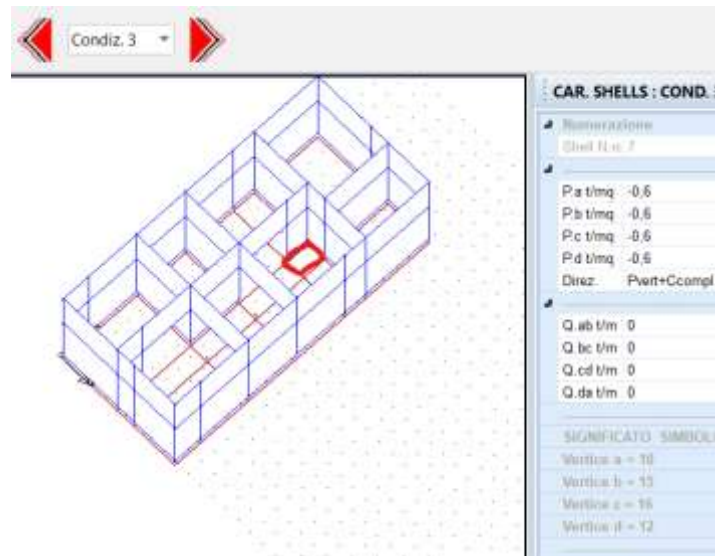 Condiz. 3
CAR. SHELLS : COND.
Numerazione
Shell N.ro 7
P.a t/mq -0,6
P.b t/mq -0,6
P.c t/mq -0,6
P.d t/mq -0,6
Direz. Pvert+Ccompl
Q.ab t/m 0
Q.bc t/m 0
Q.cd t/m 0
Q.da t/m 0
SIGNIFICATO SIMBOL
Vertice a = 10
Vertice b = 15
Vertice c = 16
Vertice d = 12